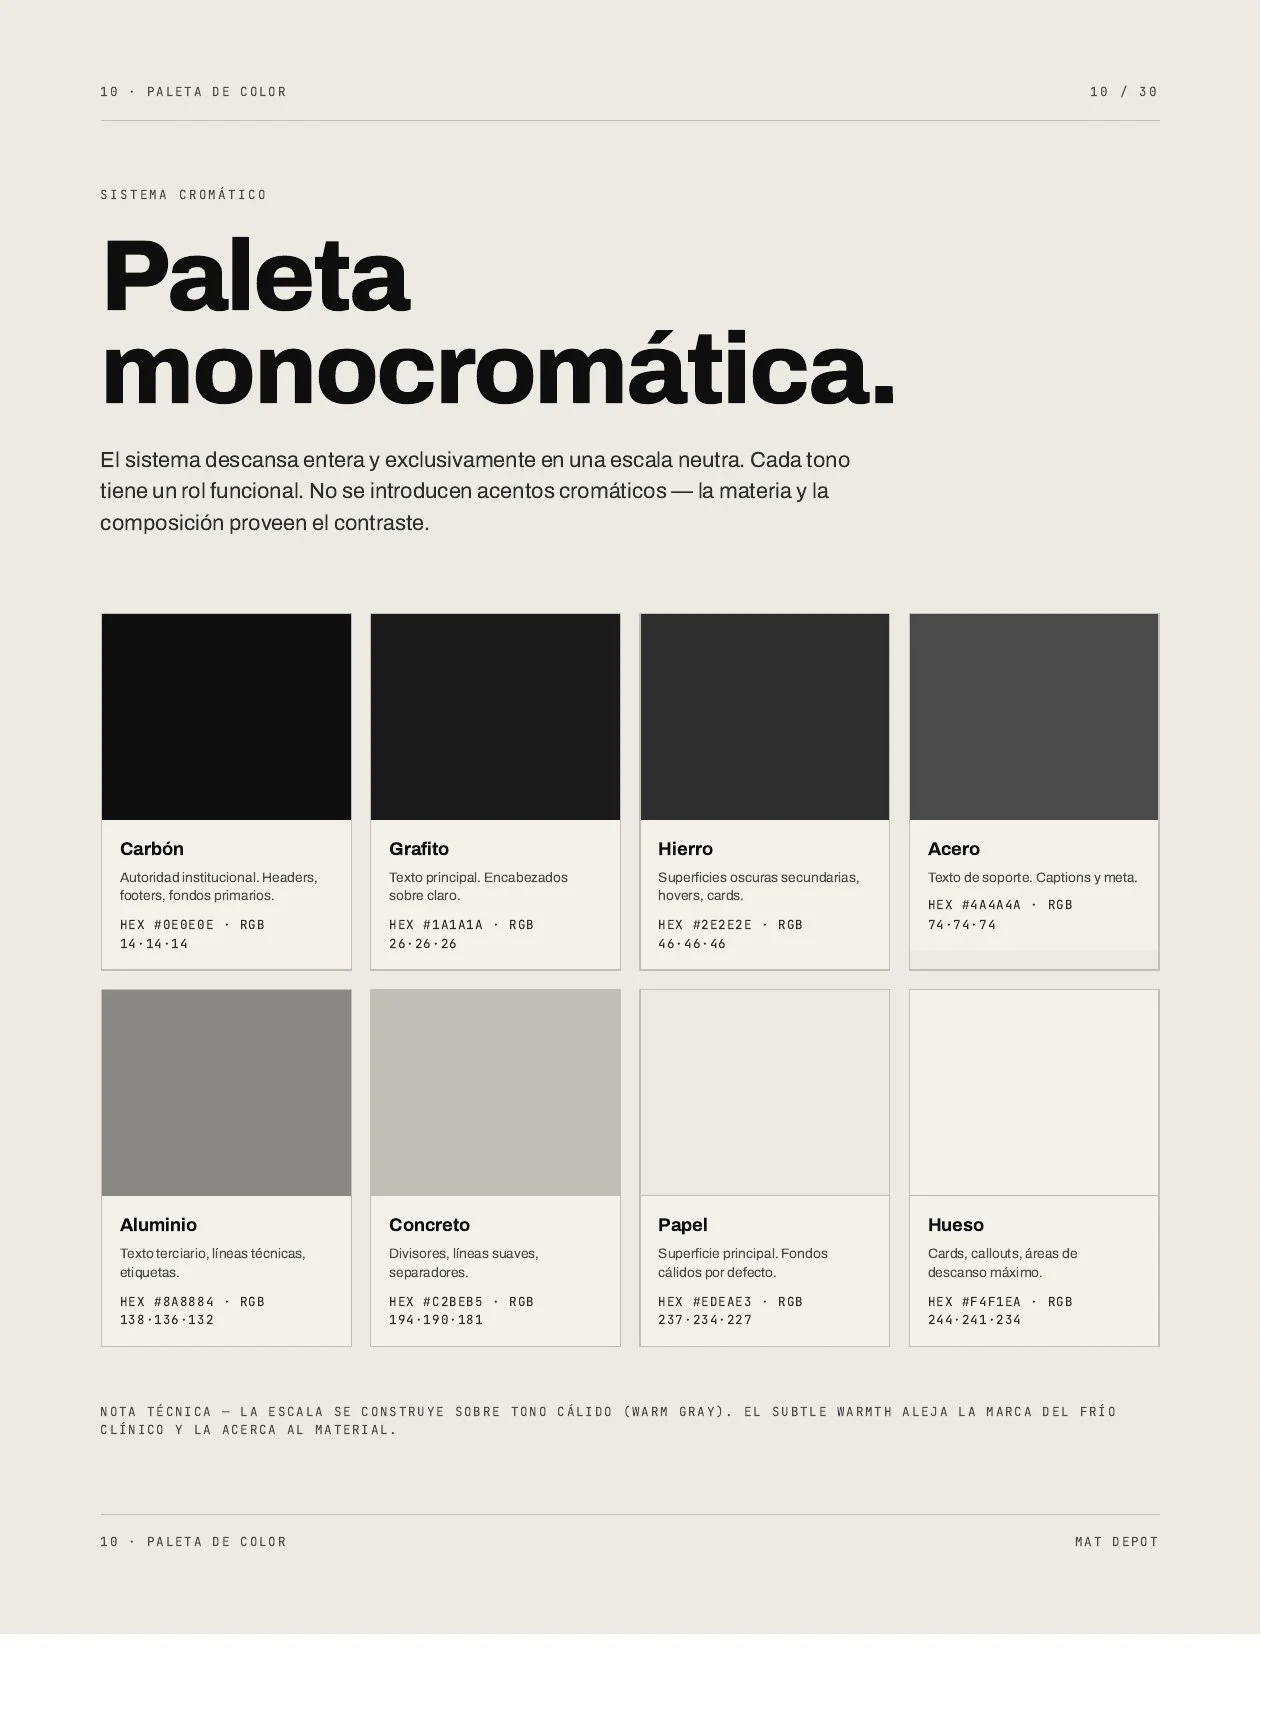 10 · PALETA DE COLOR
10 / 30
SISTEMA CROMÁTICO
Paleta
monocromática.
El sistema descansa entera y exclusivamente en una escala neutra. Cada tono
tiene un rol funcional. No se introducen acentos cromáticos — la materia y la
composición proveen el contraste.
Carbón
Autoridad institucional. Headers,
footers, fondos primarios.
HEX #0E0E0E · RGB
14·14·14
Grafito
Texto principal. Encabezados
sobre claro.
HEX #1A1A1A · RGB
26·26·26
Hierro
Superficies oscuras secundarias,
hovers, cards.
HEX #2E2E2E · RGB
46·46·46
Acero
Texto de soporte. Captions y meta.
HEX #4A4A4A · RGB
74·74·74
Aluminio
Texto terciario, líneas técnicas,
etiquetas.
HEX #8A8884 · RGB
138·136·132
Concreto
Divisores, líneas suaves,
separadores.
HEX #C2BEB5 · RGB
194·190·181
Papel
Superficie principal. Fondos
cálidos por defecto.
HEX #EDEAE3 · RGB
237·234·227
Hueso
Cards, callouts, áreas de
descanso máximo.
HEX #F4F1EA · RGB
244·241·234
NOTA TÉCNICA — LA ESCALA SE CONSTRUYE SOBRE TONO CÁLIDO (WARM GRAY). EL SUBTLE WARMTH ALEJA LA MARCA DEL FRÍO
CLÍNICO Y LA ACERCA AL MATERIAL.
10 · PALETA DE COLOR
MAT DEPOT